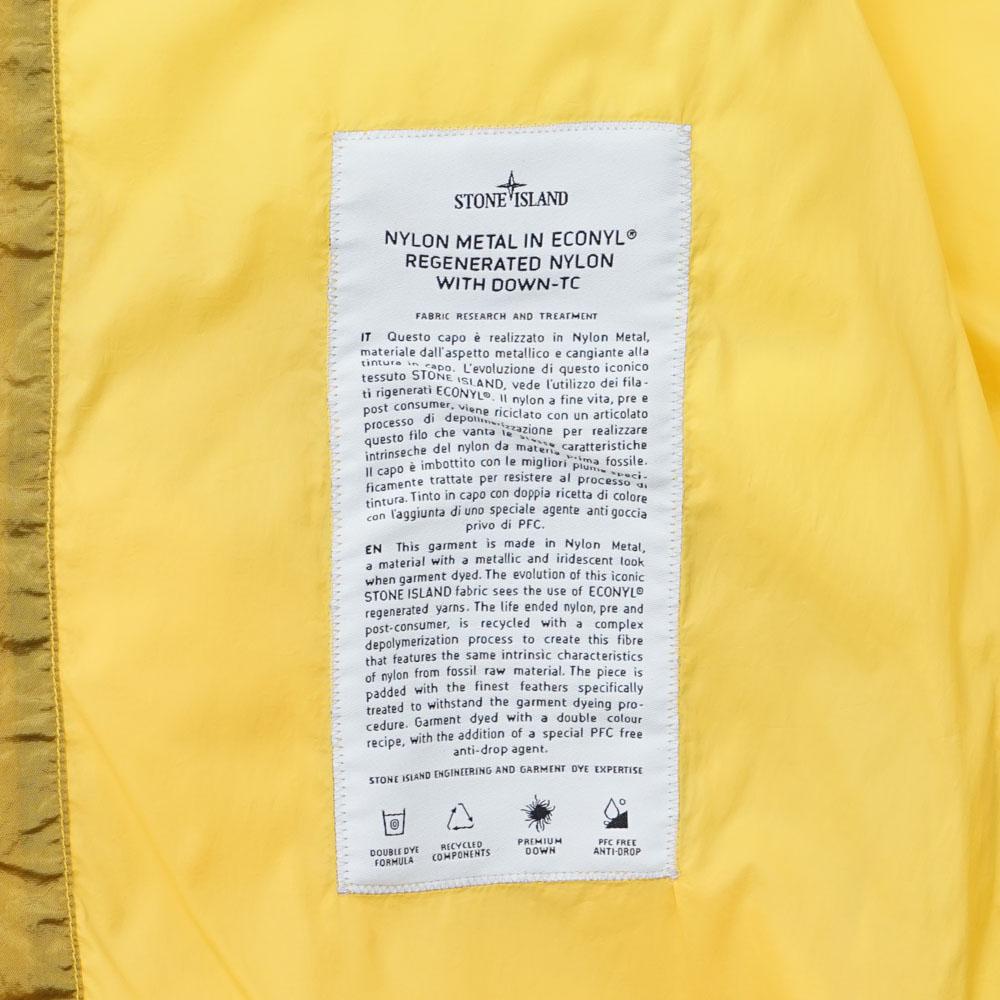 STONE ISLAND
NYLON METAL IN ECONYL®
REGENERATED NYLON
WITH DOWN-TC
FABRIC RESEARCH AND TREATMENT
IT Questo capo è realizzato in Nylon Metal,
materiale dall'aspetto metallico e cangiante alla
tintura in capo. L'evoluzione di questo iconico
tessuto STONE ISLAND, vede l'utilizzo dei fila-
ti rigenerati ECONYL®. Il nylon a fine vita, pre e
post consumer, viene riciclato con un articolato
processo di depolimerizzazione per realizzare
questo filo che vanta le stesse caratteristiche
intrinseche del nylon da materia prima fossile.
Il capo è imbottito con le migliori piume speci-
ficamente trattate per resistere al processo di
tintura. Tinto in capo con doppia ricetta di colore
con l'aggiunta di uno speciale agente anti goccia
privo di PFC.
EN This garment is made in Nylon Metal,
a material with a metallic and iridescent look
when garment dyed. The evolution of this iconic
STONE ISLAND fabric sees the use of ECONYL®
regenerated yarns. The life ended nylon, pre and
post-consumer, is recycled with a complex
depolymerization process to create this fibre
that features the same intrinsic characteristics
of nylon from fossil raw material. The piece is
padded with the finest feathers specifically
treated to withstand the garment dyeing pro-
cedure. Garment dyed with a double colour
recipe, with the addition of a special PFC free
anti-drop agent.
STONE ISLAND ENGINEERING AND GARMENT DYE EXPERTISE
DOUBLE DYE
FORMULA
RECYCLED
COMPONENTS
PREMIUM
DOWN
PFC FREE
ANTI-DROP